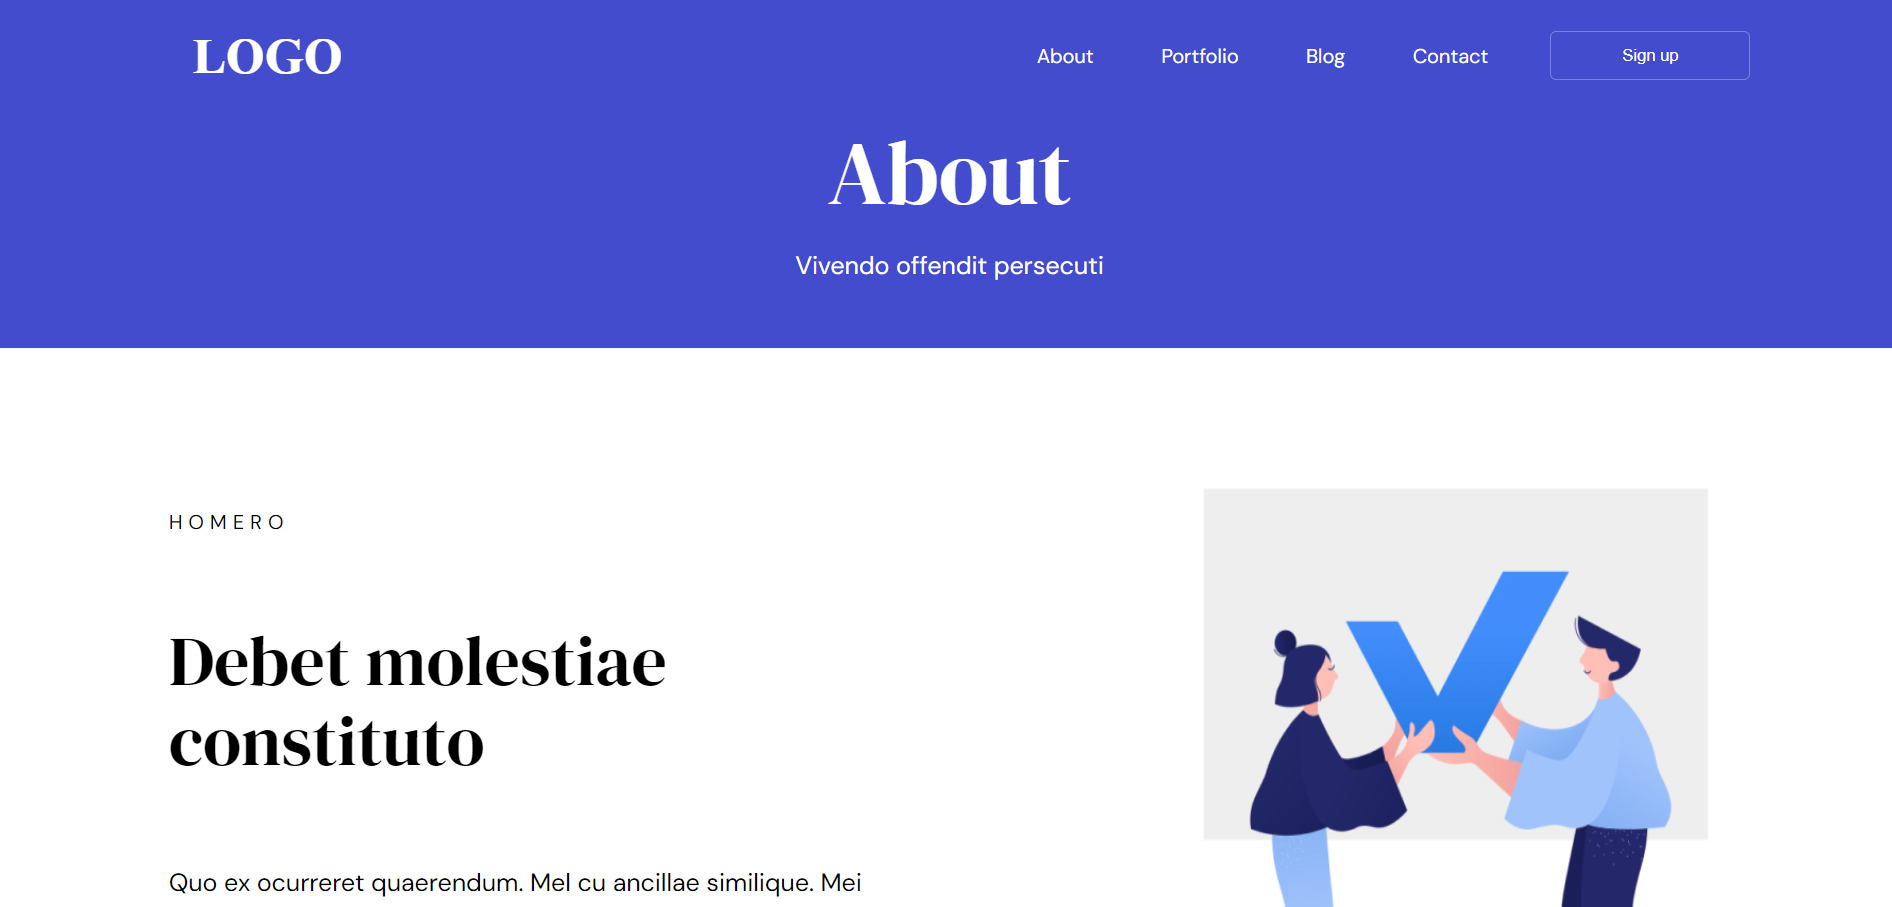 LOGO
About
Portfolio
Blog
Contact
Sign up
About
Vivendo offendit persecuti
HOMERO
Debet molestiae
constituto
Quo ex ocurreret quaerendum. Mel cu ancillae similique. Mei